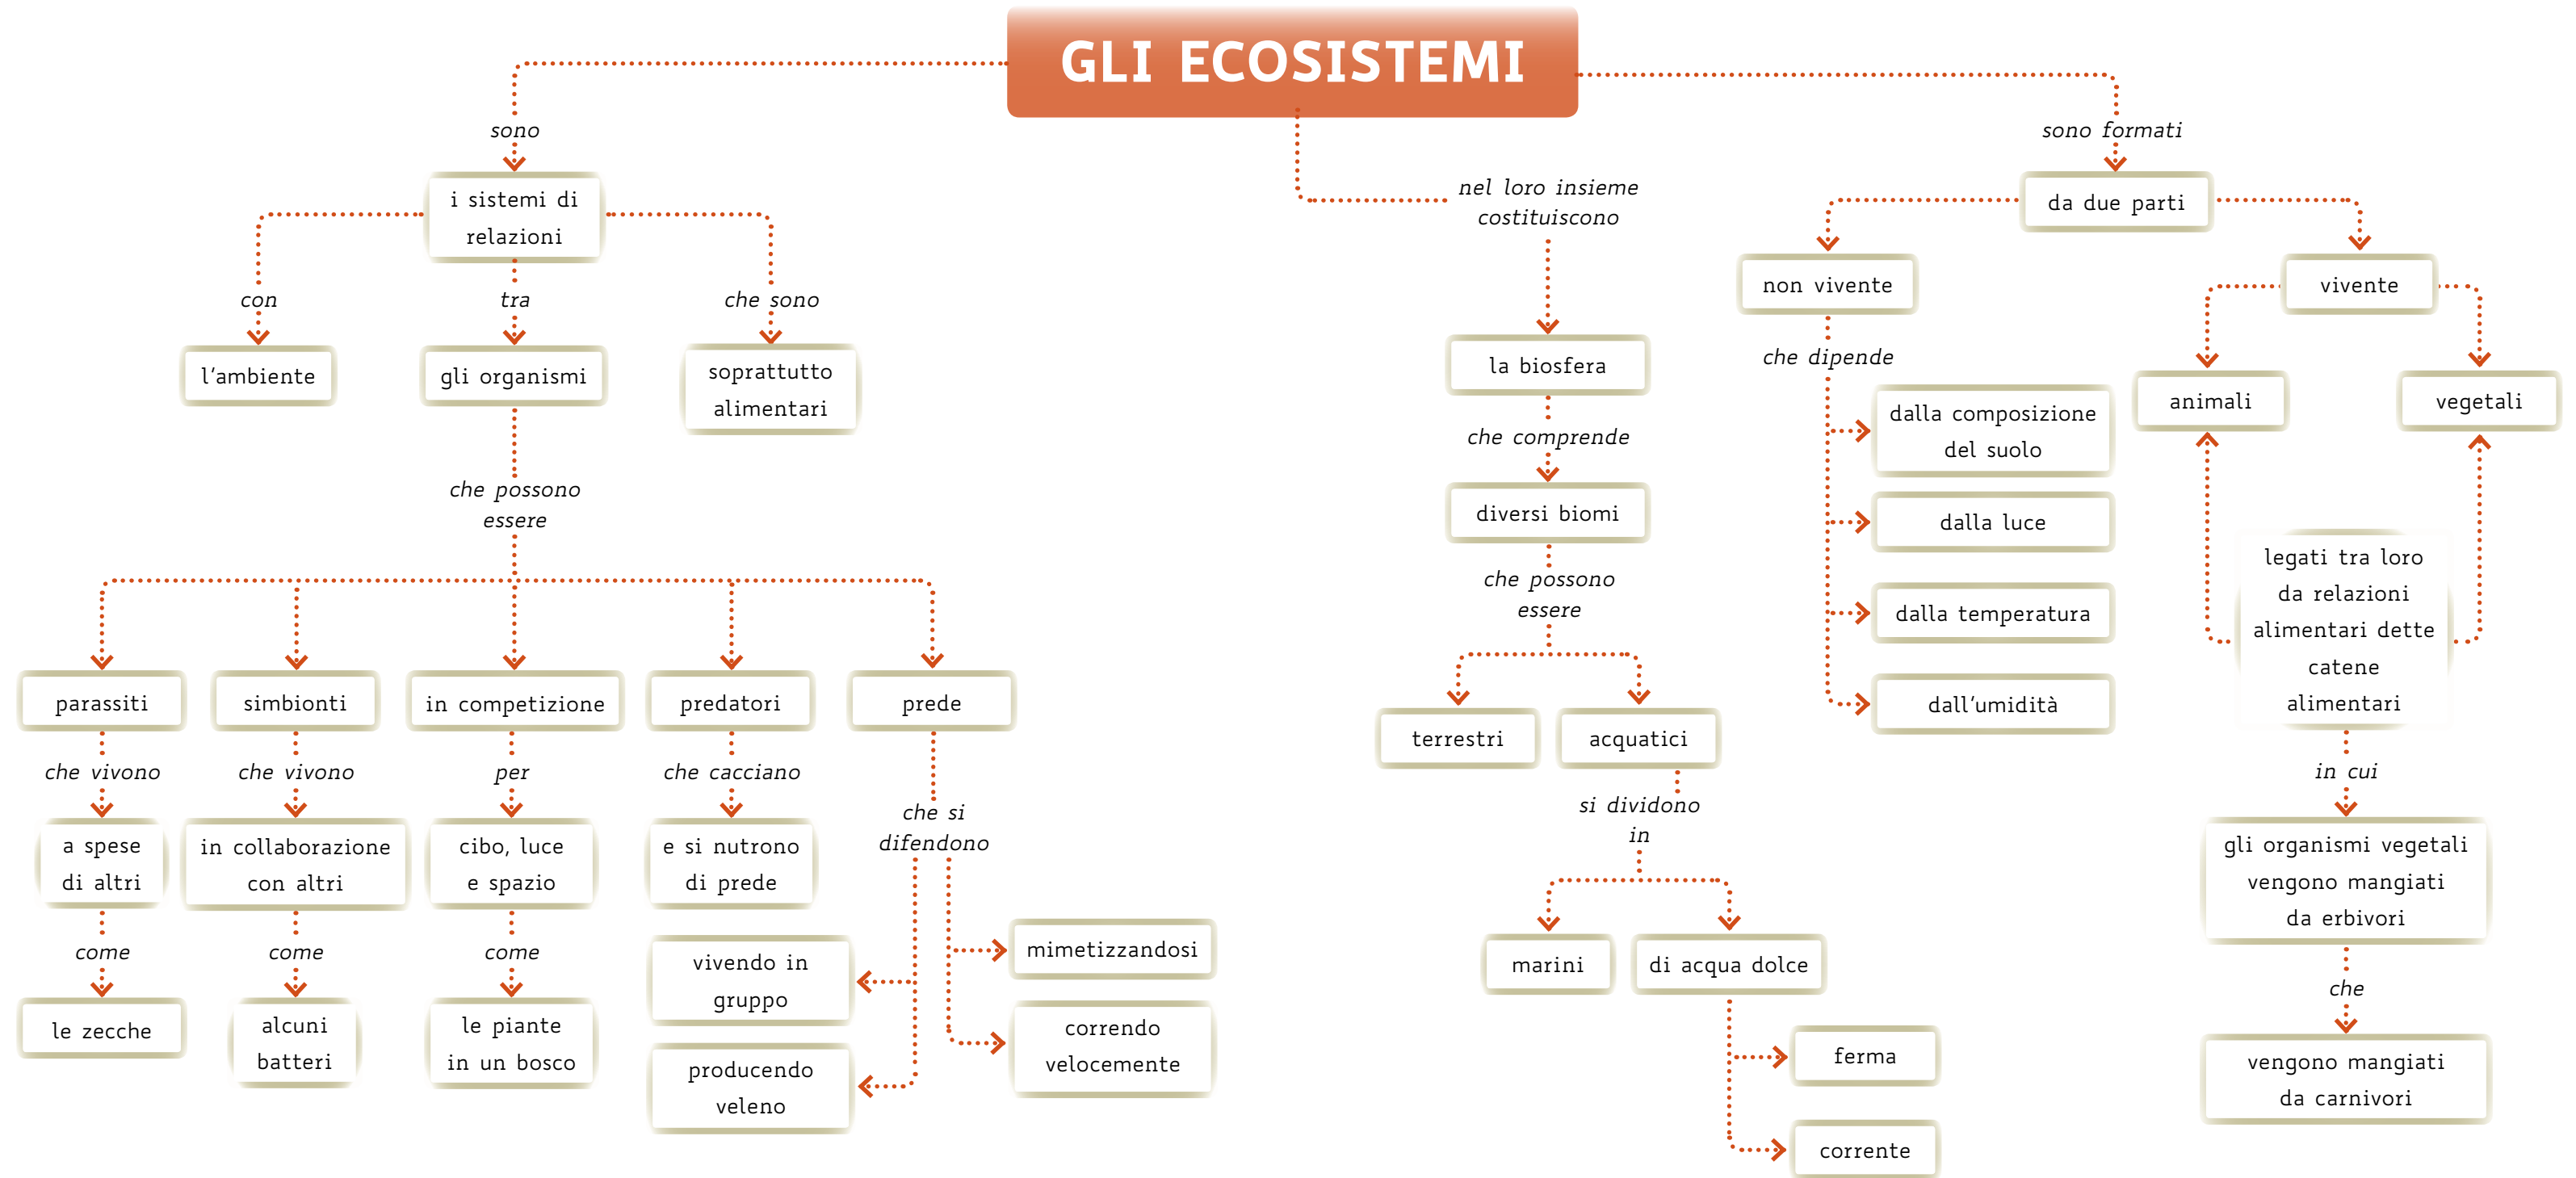 GLI ECOSISTEMI
sono
i sistemi di
relazioni
con
l'ambiente
tra
gli organismi
che sono
soprattutto
alimentari
che possono
essere
parassiti
che vivono
a spese
di altri
come
le zecche
simbionti
che vivono
in collaborazione
con altri
come
alcuni
batteri
in competizione
per
cibo, luce
e spazio
come
le piante
in un bosco
predatori
che cacciano
e si nutrono
di prede
prede
che si
difendono
vivendo in
gruppo
producendo
veleno
mimetizzandosi
correndo
velocemente
nel loro insieme
costituiscono
la biosfera
che comprende
diversi biomi
che possono
essere
terrestri
acquatici
si dividono
in
marini
di acqua dolce
ferma
corrente
sono formati
da due parti
non vivente
che dipende
dalla composizione
del suolo
dalla luce
dalla temperatura
dall'umidità
vivente
animali
vegetali
legati tra loro
da relazioni
alimentari dette
catene
alimentari
in cui
gli organismi vegetali
vengono mangiati
da erbivori
che
vengono mangiati
da carnivori